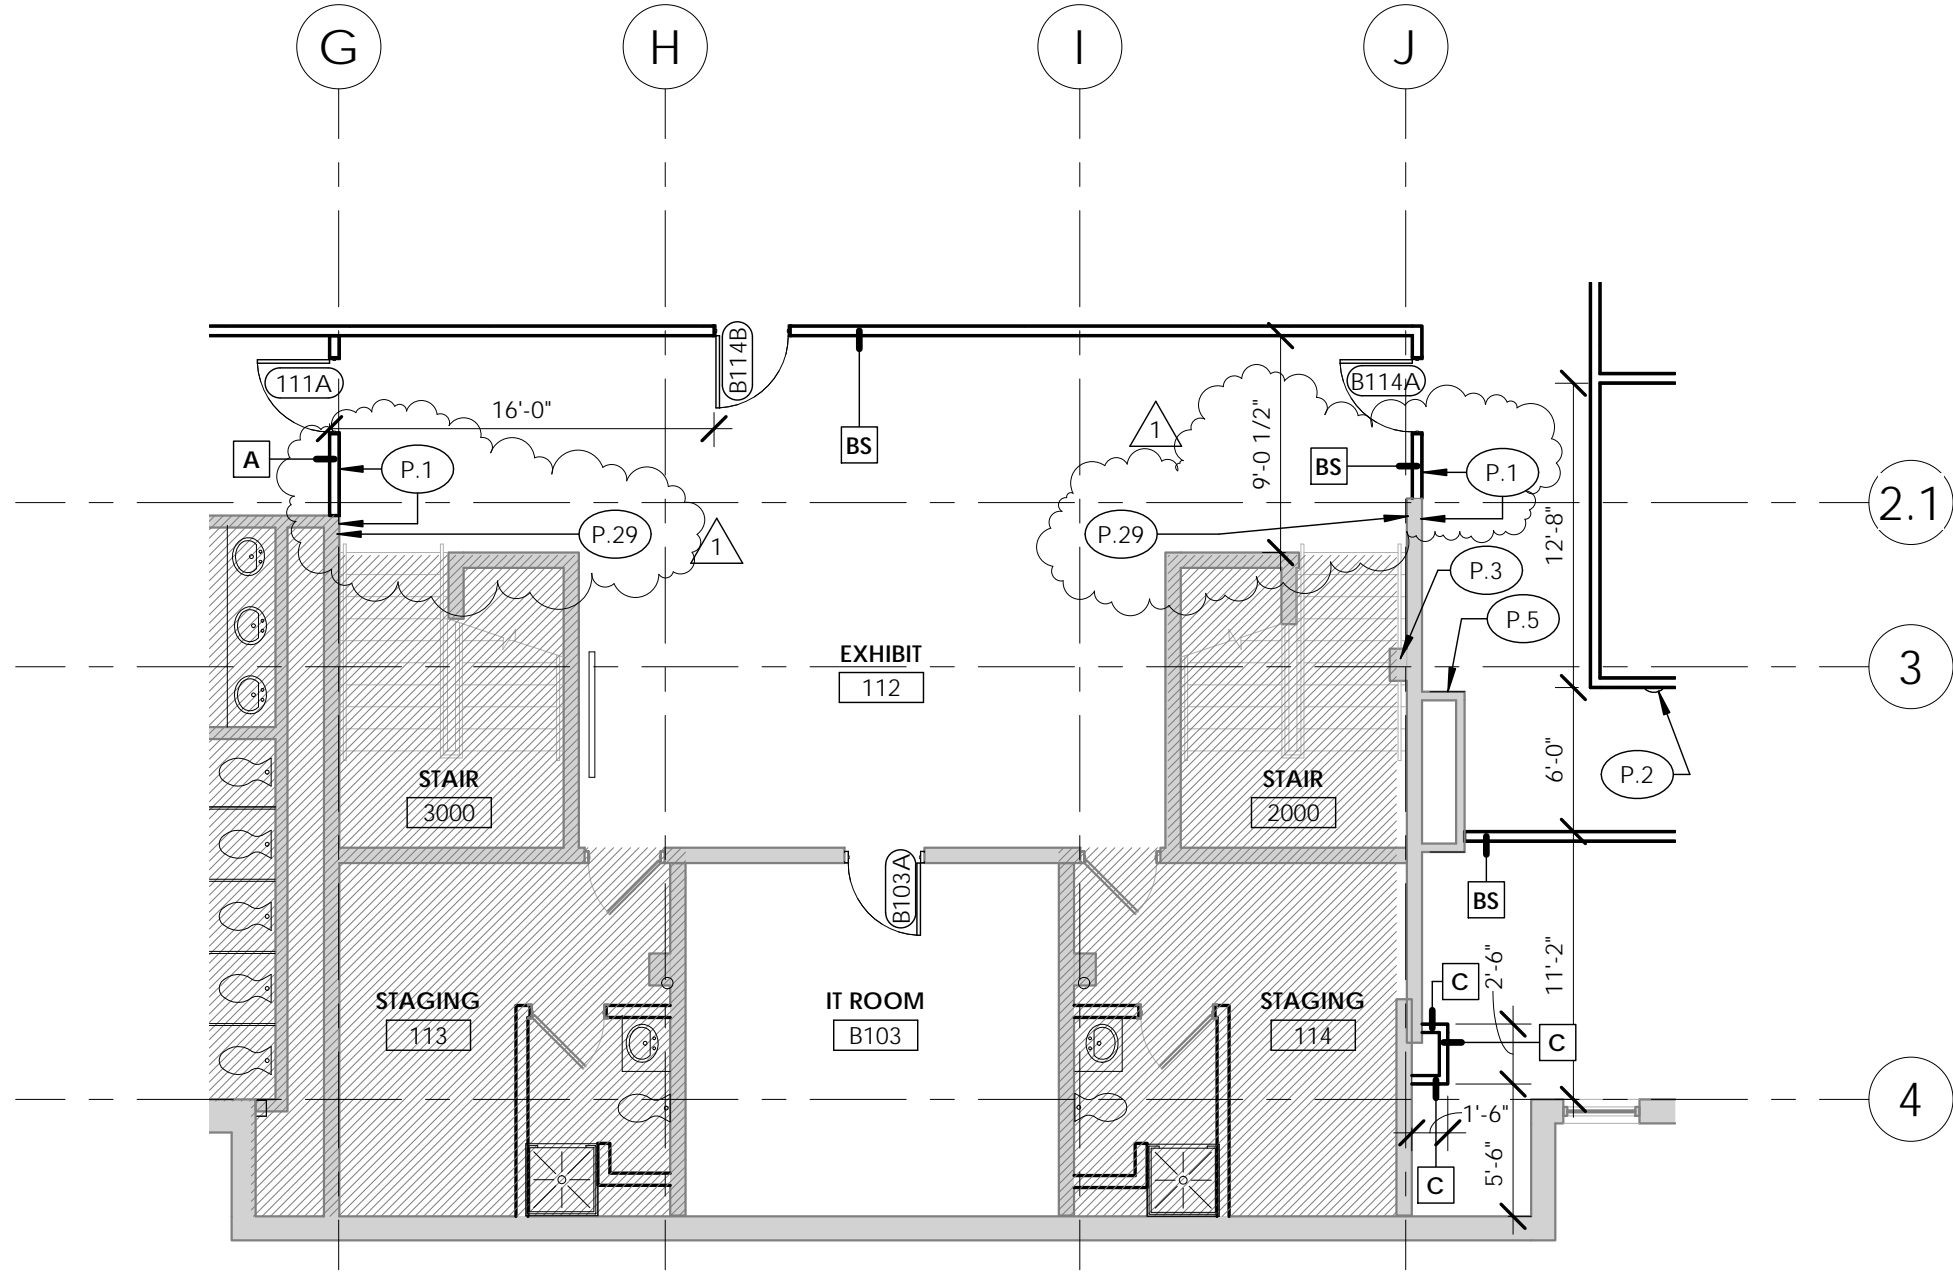 G
H
I
J
111A
B114B
B114A
16'-0"
9'-0 1/2"
1
A
P.1
BS
BS
P.1
2.1
P.29
1
P.29
12'-8"
P.3
P.5
EXHIBIT
112
3
STAIR
3000
STAIR
2000
6'-0"
P.2
B103A
BS
STAGING
113
IT ROOM
B103
STAGING
114
C
2'-6"
11'-2"
C
4
1'-6"
C
5'-6"